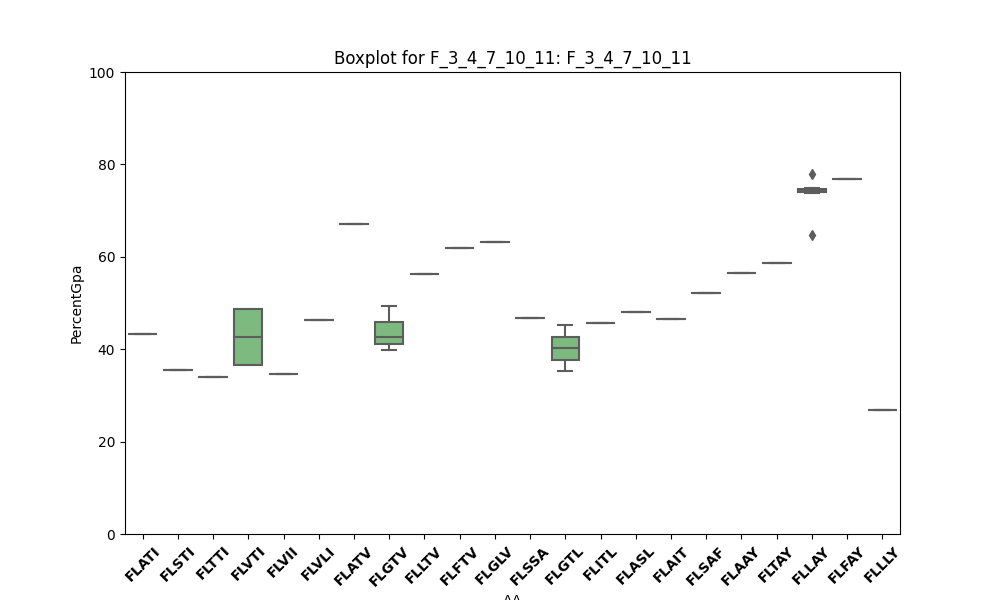 Boxplot for F_3_4_7_10_11: F_3_4_7_10_11
100
80
60
40
20
0
PercentGpa
FLATI
FLSTI
FLTTI
FLVTI
FLVII
FLVLI
FLATV
FLGTV
FLLTV
FLFTV
FLGLV
FLSSA
FLGTL
FLITL
FLASL
FLAIT
FLSAF
FLAAY
FLTAY
FLLAY
FLFAY
FLLLY
AA